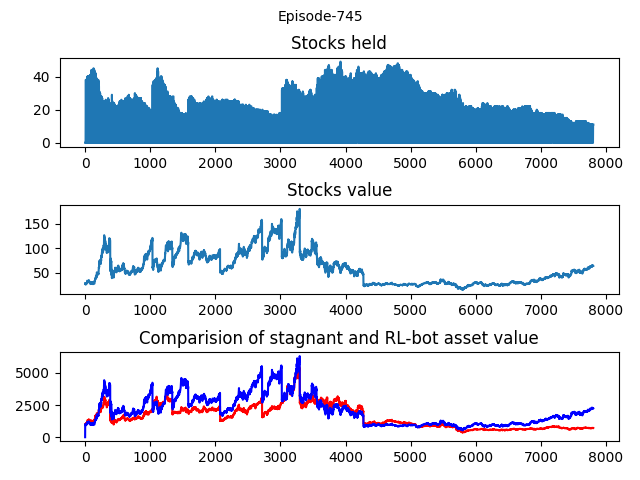 Episode-745
Stocks held
40
20
0
0 1000 2000 3000 4000 5000 6000 7000 8000
Stocks value
150
100
50
0 1000 2000 3000 4000 5000 6000 7000 8000
Comparision of stagnant and RL-bot asset value
5000
2500
0
0 1000 2000 3000 4000 5000 6000 7000 8000